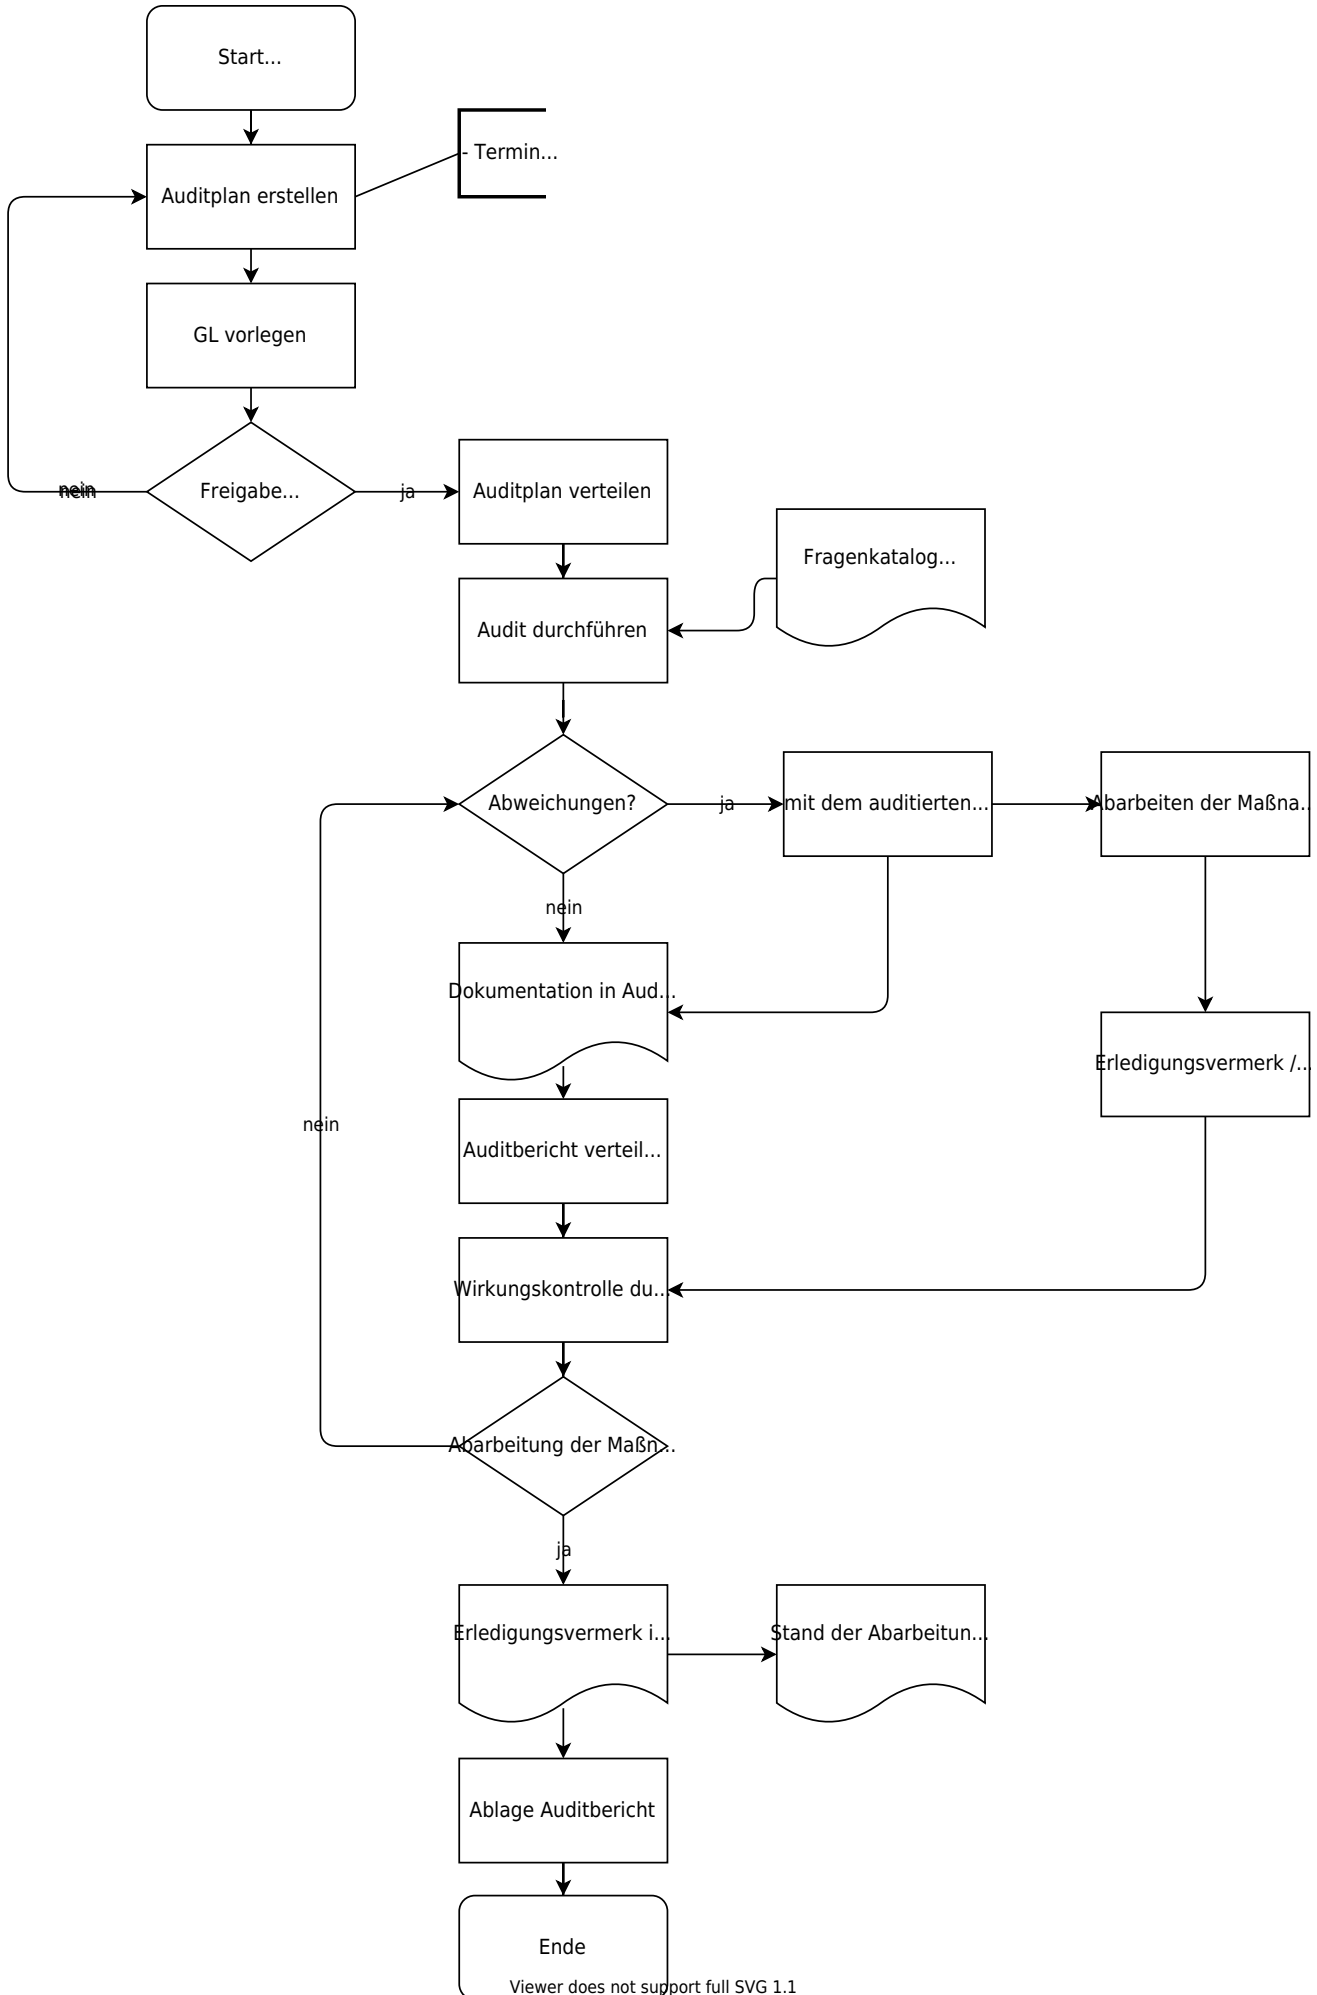 Start...
- Termin...
Auditplan erstellen
GL vorlegen
Freigabe...
nein
nein
ja
Auditplan verteilen
Fragenkatalog...
Audit durchführen
Abweichungen?
ja
mit dem auditierten...
Abarbeiten der Maßna...
nein
Dokumentation in Aud...
Erledigungsvermerk /...
nein
Auditbericht verteil...
Wirkungskontrolle du...
Abarbeitung der Maßn...
ja
Erledigungsvermerk i...
Stand der Abarbeitun...
Ablage Auditbericht
Ende
Viewer does not support full SVG 1.1